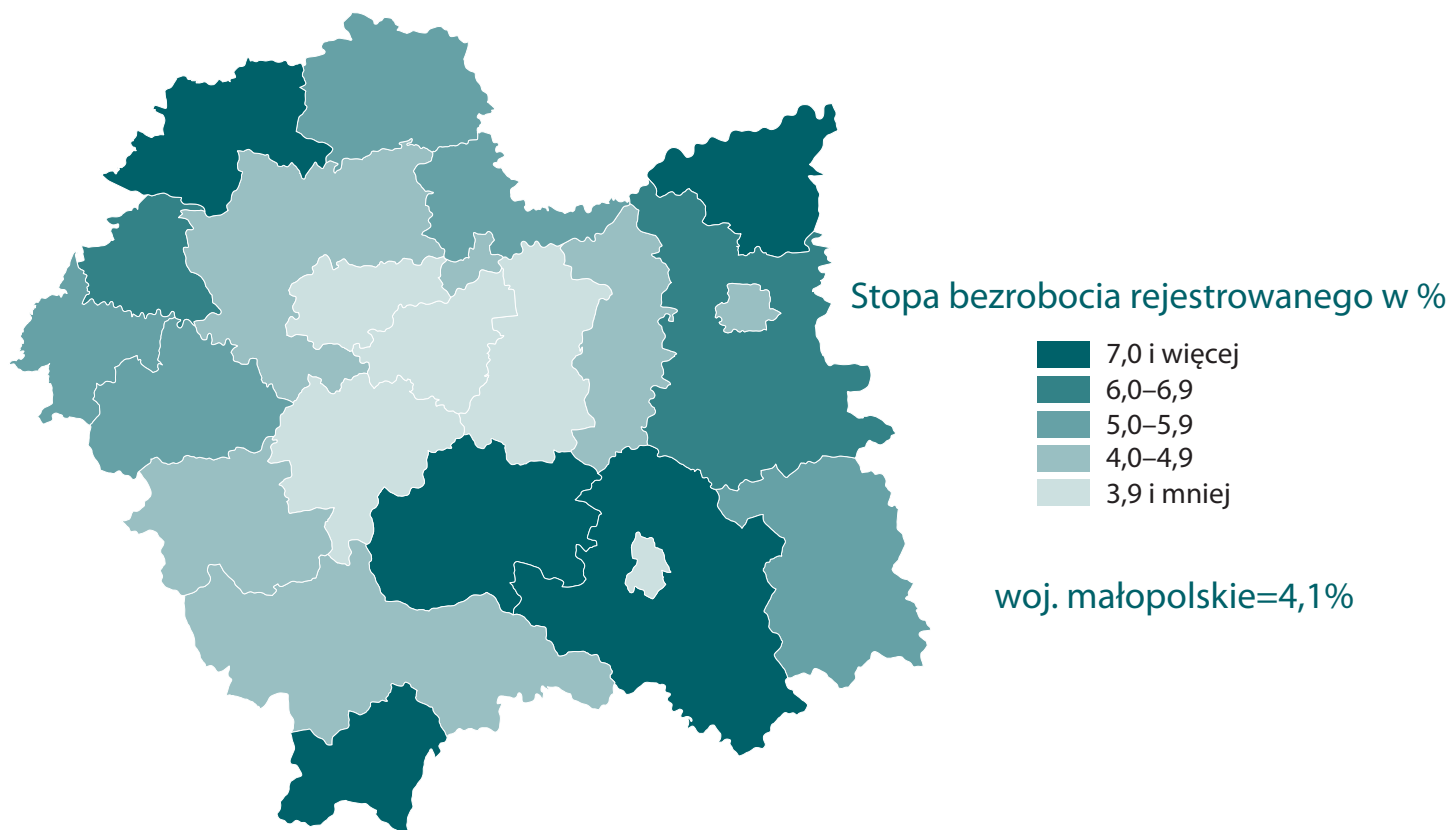 Stopa bezrobocia rejestrowanego w %
7,0 i więcej
6,0–6,9
5,0–5,9
4,0–4,9
3,9 i mniej
woj. małopolskie=4,1%